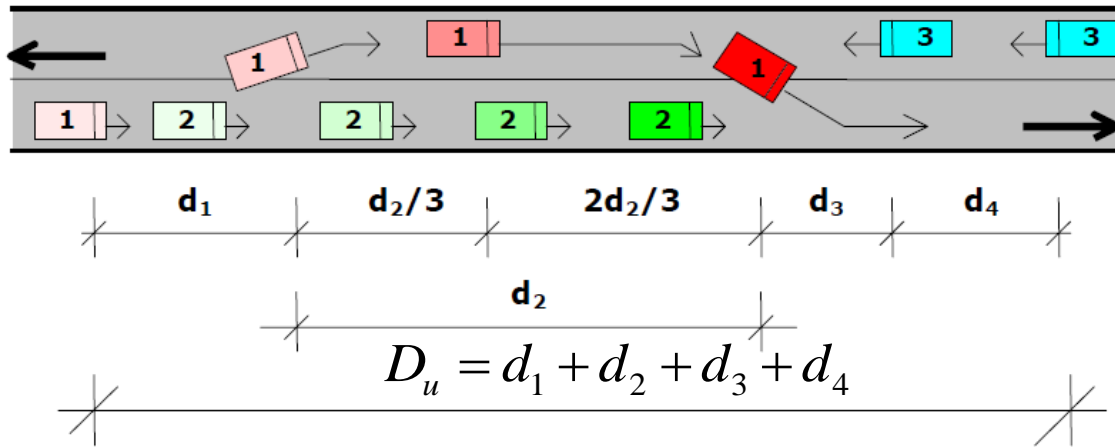 1 3 3
1 1
1 2 2 2 2
d₁ d₂/3 2d₂/3 d₃ d₄
d₂
D_u = d₁ + d₂ + d₃ + d₄